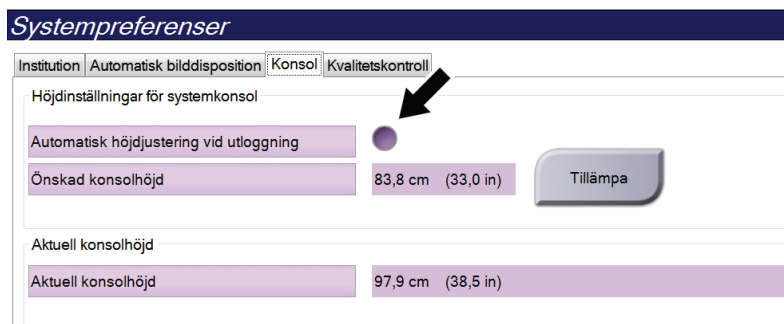 Systempreferenser
Institution Automatisk bilddisposition Konsol Kvalitetskontroll
Höjdinställningar för systemkonsol
Automatisk höjdjustering vid utloggning
Önskad konsolhöjd 83,8 cm (33,0 in) Tillämpa
Aktuell konsolhöjd
Aktuell konsolhöjd 97,9 cm (38,5 in)